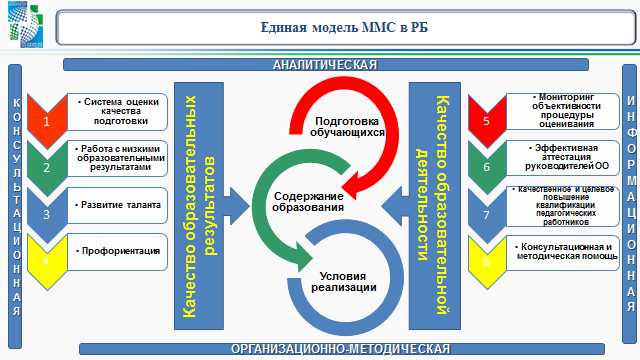 Единая модель ММС в РБ
АНАЛИТИЧЕСКАЯ
КОНСУЛЬТАЦИОННАЯ
1
• Система оценки
качества
подготовки
2
• Работа с низкими
образовательными
результатами
3
• Развитие таланта
4
• Профориентация
Качество образовательных
результатов
Подготовка
обучающихся
Содержание
образования
Условия
реализации
Качество образовательной
деятельности
5
• Мониторинг
объективности
процедуры
оценивания
6
• Эффективная
аттестация
руководителей ОО
7
• Качественное и целевое
повышение
квалификации
педагогических
работников
8
• Консультационная и
методическая помощь
ИНФОРМАЦИОННАЯ
ОРГАНИЗАЦИОННО-МЕТОДИЧЕСКАЯ